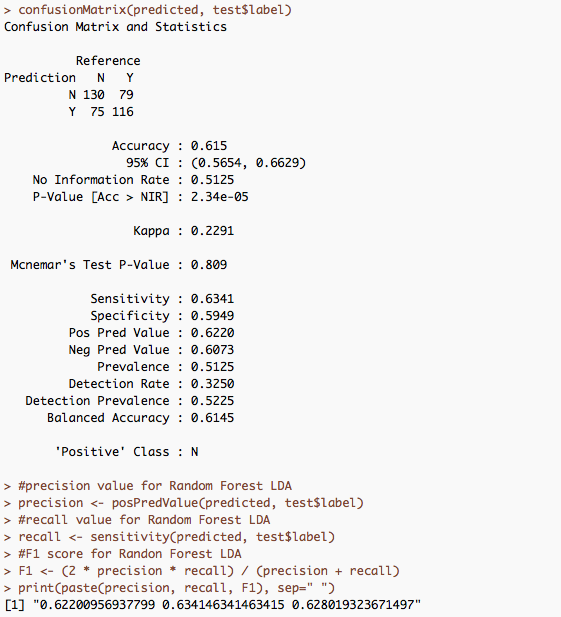 > confusionMatrix(predicted, test$label)
Confusion Matrix and Statistics
Reference
Prediction N Y
N 130 79
Y 75 116
Accuracy : 0.615
95% CI : (0.5654, 0.6629)
No Information Rate : 0.5125
P-Value [Acc > NIR] : 2.34e-05
Kappa : 0.2291
Mcnemar's Test P-Value : 0.809
Sensitivity : 0.6341
Specificity : 0.5949
Pos Pred Value : 0.6220
Neg Pred Value : 0.6073
Prevalence : 0.5125
Detection Rate : 0.3250
Detection Prevalence : 0.5225
Balanced Accuracy : 0.6145
'Positive' Class : N
> #precision value for Random Forest LDA
> precision <- posPredValue(predicted, test$label)
> #recall value for Random Forest LDA
> recall <- sensitivity(predicted, test$label)
> #F1 score for Randon Forest LDA
> F1 <- (2 * precision * recall) / (precision + recall)
> print(paste(precision, recall, F1), sep=" ")
[1] "0.62200956937799 0.634146341463415 0.628019323671497"